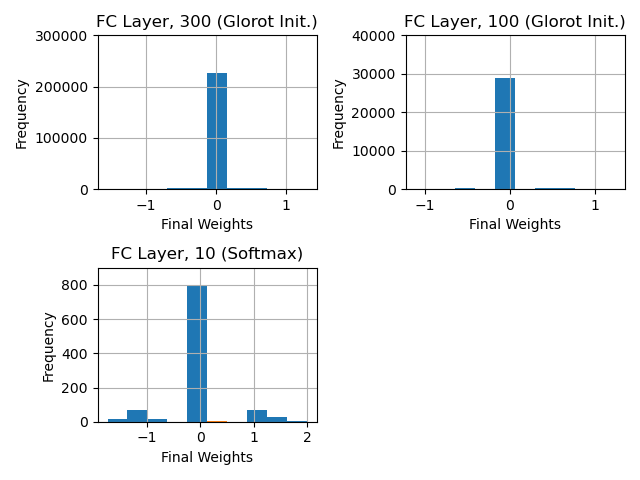 FC Layer, 300 (Glorot Init.)
300000
200000
100000
0
Frequency
−1 0 1
Final Weights
FC Layer, 100 (Glorot Init.)
40000
30000
20000
10000
0
Frequency
−1 0 1
Final Weights
FC Layer, 10 (Softmax)
800
600
400
200
0
Frequency
−1 0 1 2
Final Weights